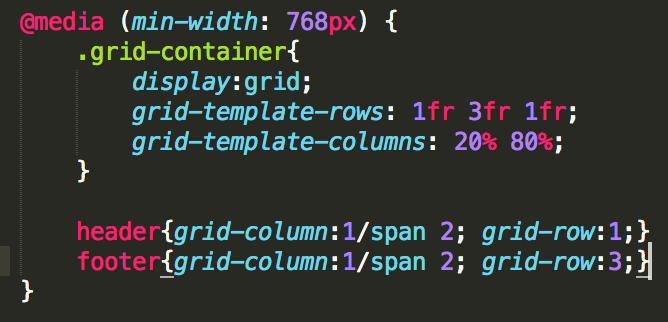 @media (min-width: 768px) {
    .grid-container{
        display:grid;
        grid-template-rows: 1fr 3fr 1fr;
        grid-template-columns: 20% 80%;
    }

    header{grid-column:1/span 2; grid-row:1;}
    footer{grid-column:1/span 2; grid-row:3;}
}